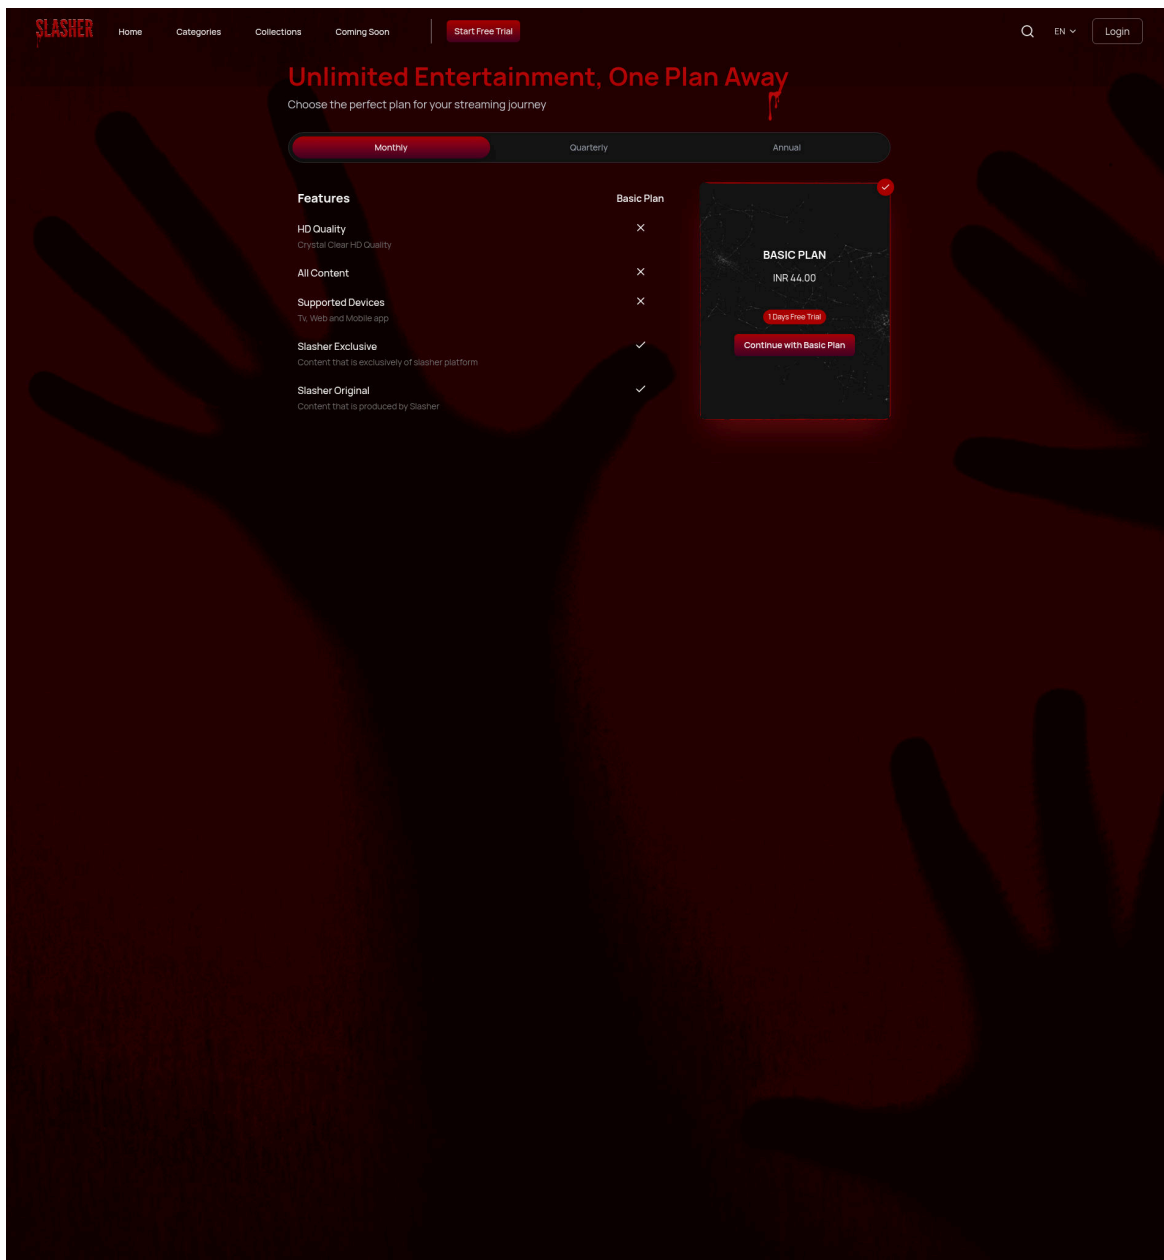 SLASHER Home Categories Collections Coming Soon Start Free Trial EN Login
Unlimited Entertainment, One Plan Away
Choose the perfect plan for your streaming journey
Monthly Quarterly Annual
Features Basic Plan
HD Quality
Crystal Clear HD Quality
All Content
Supported Devices
Tv, Web and Mobile app
Slasher Exclusive
Content that is exclusively of slasher platform
Slasher Original
Content that is produced by Slasher
BASIC PLAN
INR 44.00
1 Days Free Trial
Continue with Basic Plan